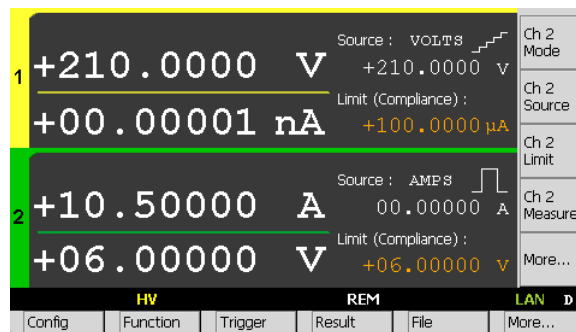 1
+210.0000 V
Source : VOLTS
+210.0000 V
+00.00001 nA
Limit (Compliance) :
+100.0000 µA
2
+10.50000 A
Source : AMPS
00.00000 A
+06.00000 V
Limit (Compliance) :
+06.00000 V
Ch 2
Mode
Ch 2
Source
Ch 2
Limit
Ch 2
Measure
More...
HV REM LAN D
Config Function Trigger Result File More...